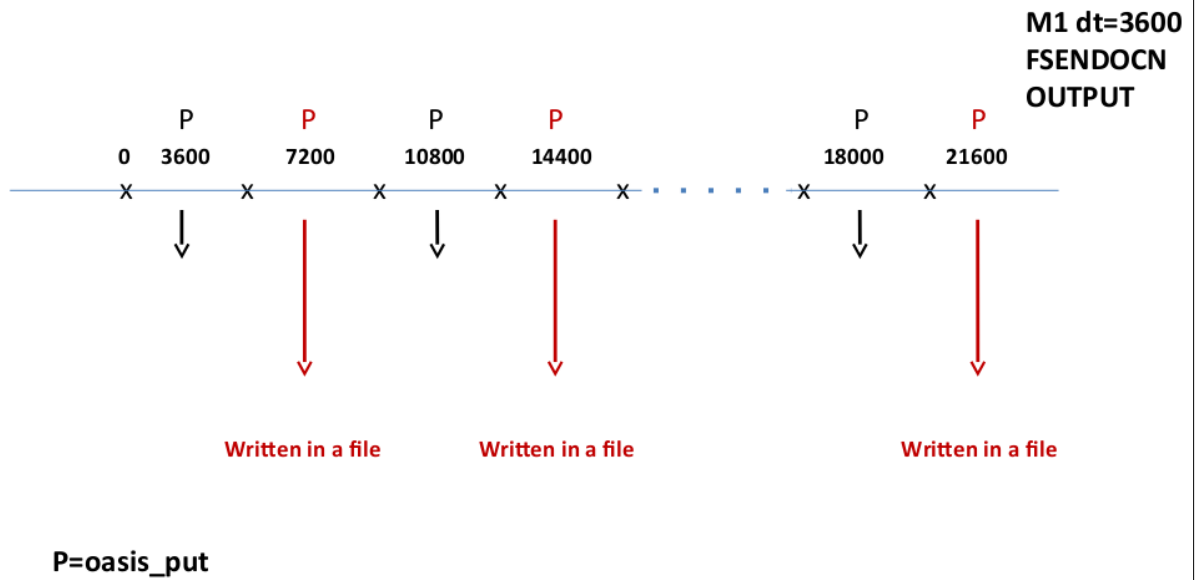 M1 dt=3600
FSENDOCN
OUTPUT
P P P P P P
0 3600 7200 10800 14400 18000 21600
x x x x x x x
Written in a file Written in a file Written in a file
P=oasis_put